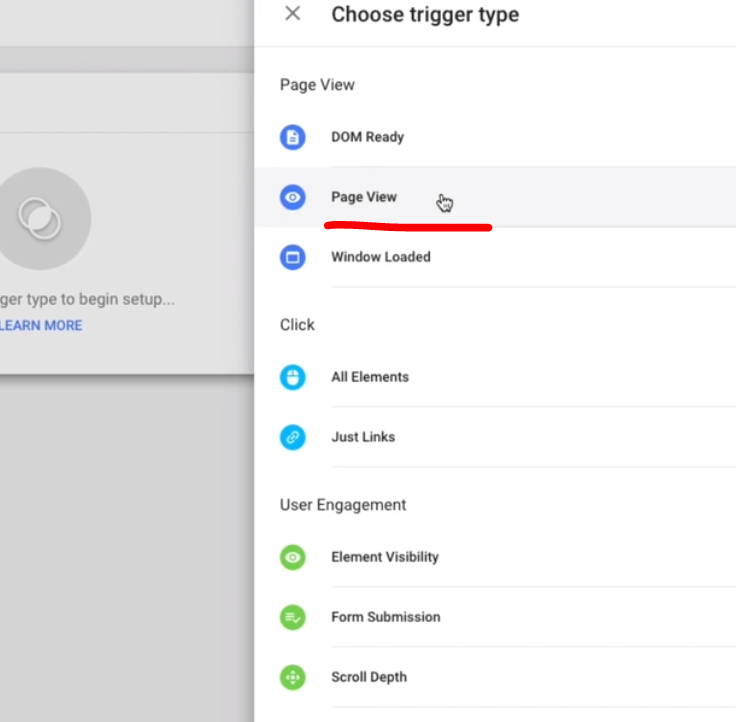 Choose trigger type
Page View
DOM Ready
Page View
Window Loaded
ger type to begin setup...
LEARN MORE
Click
All Elements
Just Links
User Engagement
Element Visibility
Form Submission
Scroll Depth